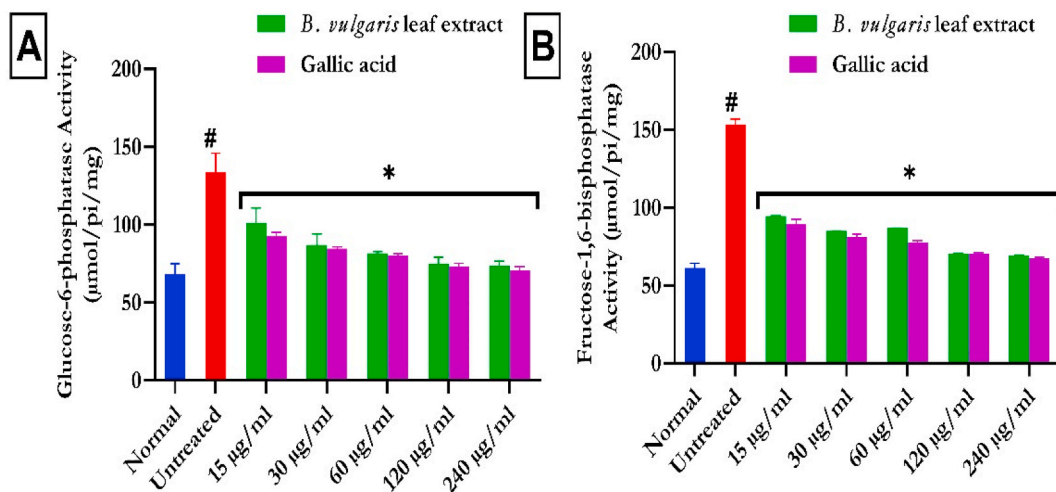 A
B. vulgaris leaf extract
Gallic acid
Glucose-6-phosphatase Activity
(µmol/pi/mg)
200
150
100
50
0
#
*
Normal
Untreated
15 µg/ml
30 µg/ml
60 µg/ml
120 µg/ml
240 µg/ml
B
B. vulgaris leaf extract
Gallic acid
Fructose-1,6-bisphosphatase
Activity (µmol/pi/mg)
200
150
100
50
0
#
*
Normal
Untreated
15 µg/ml
30 µg/ml
60 µg/ml
120 µg/ml
240 µg/ml